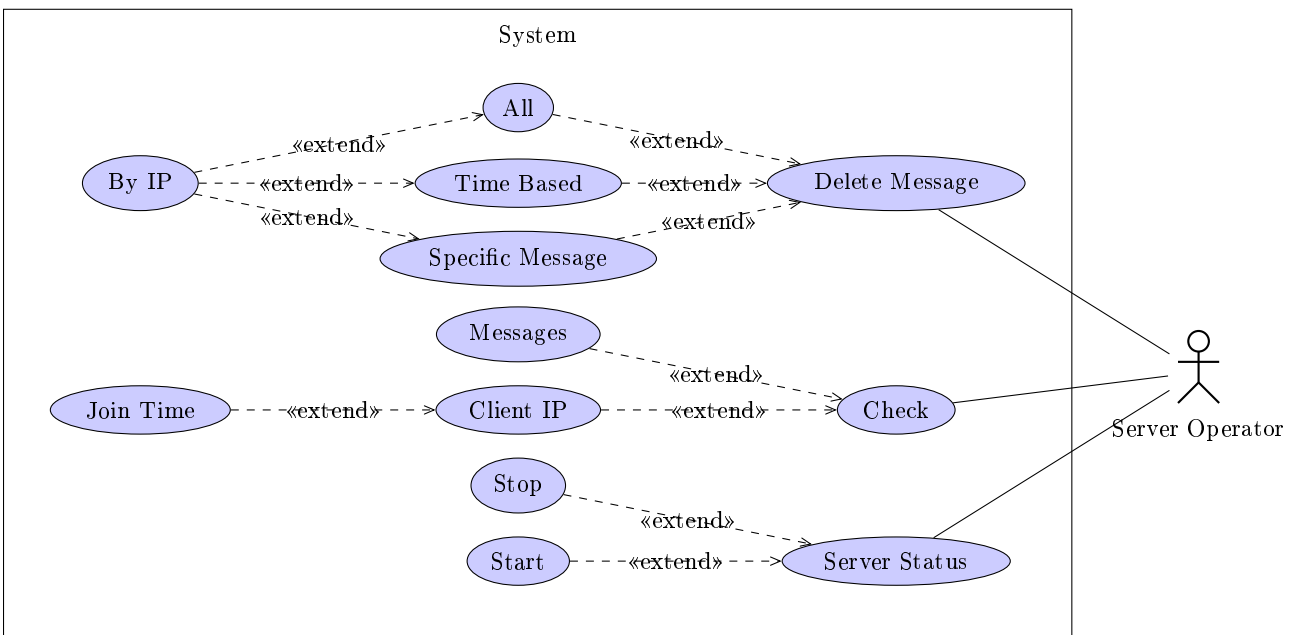 System
All
«extend»
«extend»
By IP
«extend»
Time Based
«extend»
Delete Message
«extend»
«extend»
Specific Message
Messages
«extend»
Join Time
«extend»
Client IP
«extend»
Check
Server Operator
Stop
«extend»
Start
«extend»
Server Status